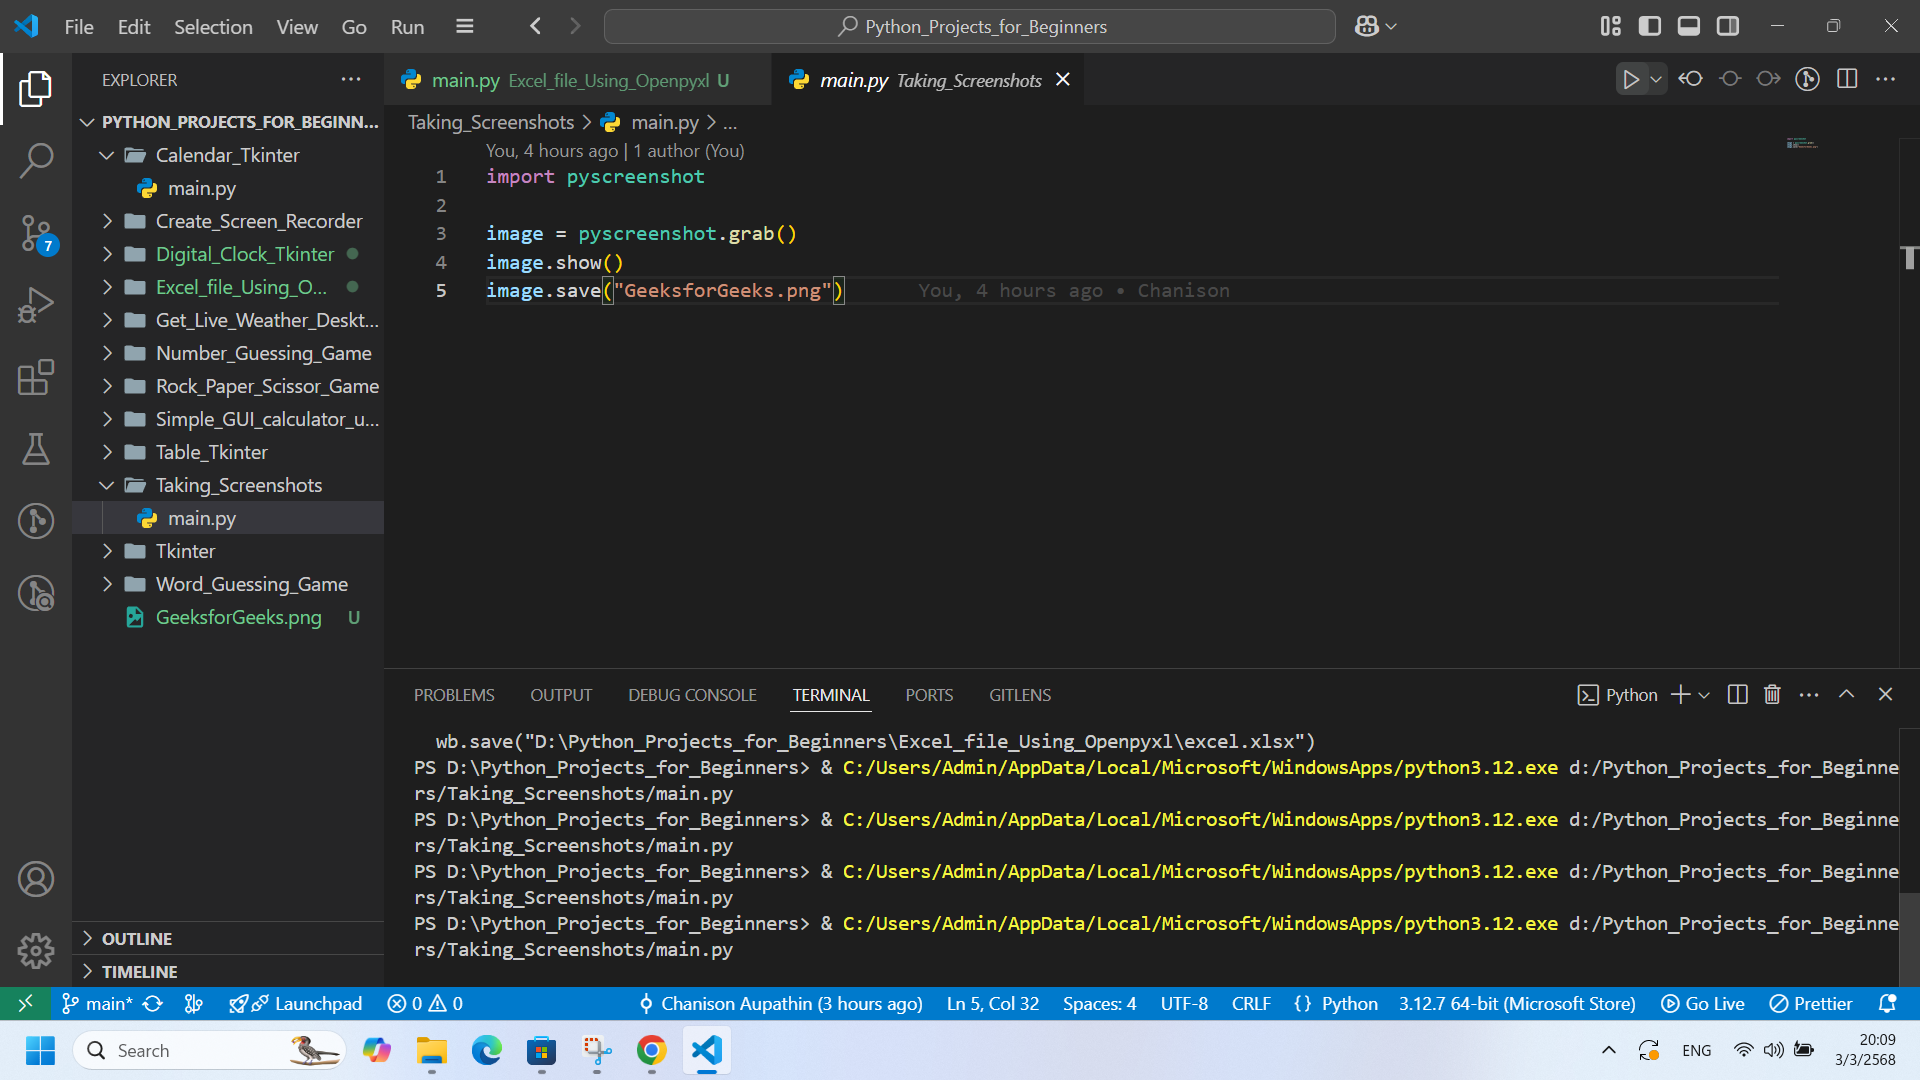 File Edit Selection View Go Run
Python_Projects_for_Beginners
EXPLORER
PYTHON_PROJECTS_FOR_BEGINN...
Calendar_Tkinter
main.py
Create_Screen_Recorder
Digital_Clock_Tkinter
Excel_file_Using_O...
Get_Live_Weather_Deskt...
Number_Guessing_Game
Rock_Paper_Scissor_Game
Simple_GUI_calculator_u...
Table_Tkinter
Taking_Screenshots
main.py
Tkinter
Word_Guessing_Game
GeeksforGeeks.png U
OUTLINE
TIMELINE
7
main.py Excel_file_Using_Openpyxl U
main.py Taking_Screenshots
Taking_Screenshots > main.py > ...
You, 4 hours ago | 1 author (You)
1 import pyscreenshot
2
3 image = pyscreenshot.grab()
4 image.show()
5 image.save("GeeksforGeeks.png") You, 4 hours ago • Chanison
PROBLEMS OUTPUT DEBUG CONSOLE TERMINAL PORTS GITLENS
Python
wb.save("D:\Python_Projects_for_Beginners\Excel_file_Using_Openpyxl\excel.xlsx")
PS D:\Python_Projects_for_Beginners> & C:/Users/Admin/AppData/Local/Microsoft/WindowsApps/python3.12.exe d:/Python_Projects_for_Beginne
rs/Taking_Screenshots/main.py
PS D:\Python_Projects_for_Beginners> & C:/Users/Admin/AppData/Local/Microsoft/WindowsApps/python3.12.exe d:/Python_Projects_for_Beginne
rs/Taking_Screenshots/main.py
PS D:\Python_Projects_for_Beginners> & C:/Users/Admin/AppData/Local/Microsoft/WindowsApps/python3.12.exe d:/Python_Projects_for_Beginne
rs/Taking_Screenshots/main.py
PS D:\Python_Projects_for_Beginners> & C:/Users/Admin/AppData/Local/Microsoft/WindowsApps/python3.12.exe d:/Python_Projects_for_Beginne
rs/Taking_Screenshots/main.py
main* Launchpad 0 0 Chanison Aupathin (3 hours ago) Ln 5, Col 32 Spaces: 4 UTF-8 CRLF {} Python 3.12.7 64-bit (Microsoft Store) Go Live Prettier
Search
ENG
20:09
3/3/2568